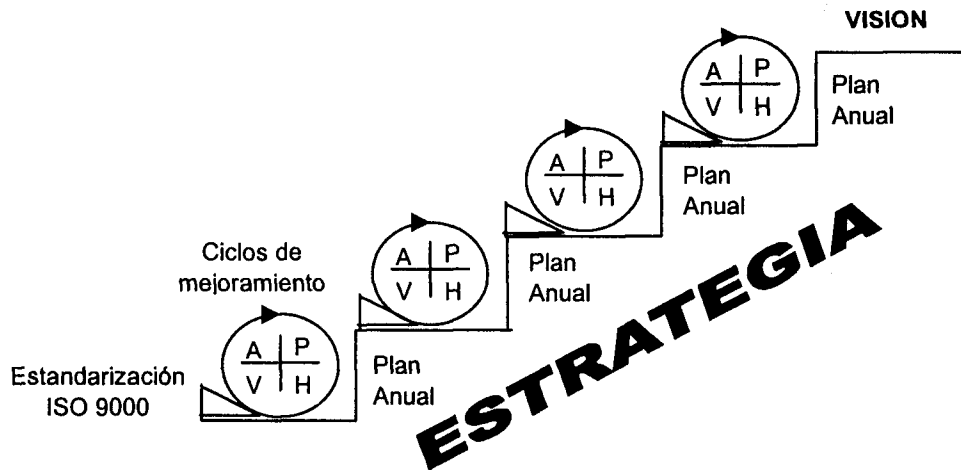 VISION
A P
V H
Plan
Anual
A P
V H
Plan
Anual
A P
V H
Plan
Anual
Ciclos de
mejoramiento
A P
V H
Plan
Anual
Estandarización
ISO 9000
ESTRATEGIA